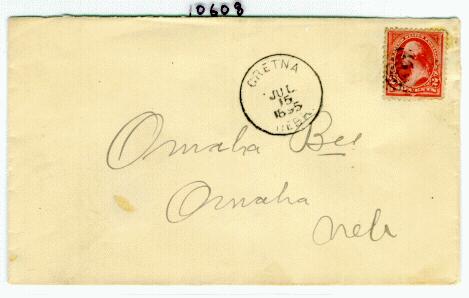 10608
GRETNA
JUL
15
1895
NEBR.
Omaha Bee
Omaha
Neb